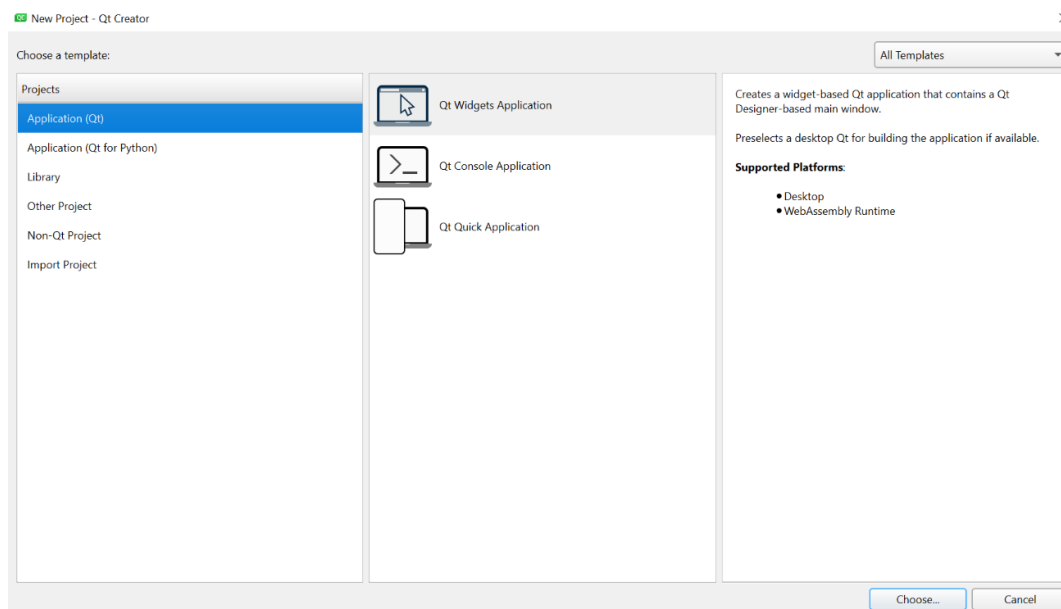 New Project - Qt Creator
Choose a template:
All Templates
Projects
Application (Qt)
Application (Qt for Python)
Library
Other Project
Non-Qt Project
Import Project
Qt Widgets Application
Qt Console Application
Qt Quick Application
Creates a widget-based Qt application that contains a Qt
Designer-based main window.
Preselects a desktop Qt for building the application if available.
Supported Platforms:
• Desktop
• WebAssembly Runtime
Choose...
Cancel